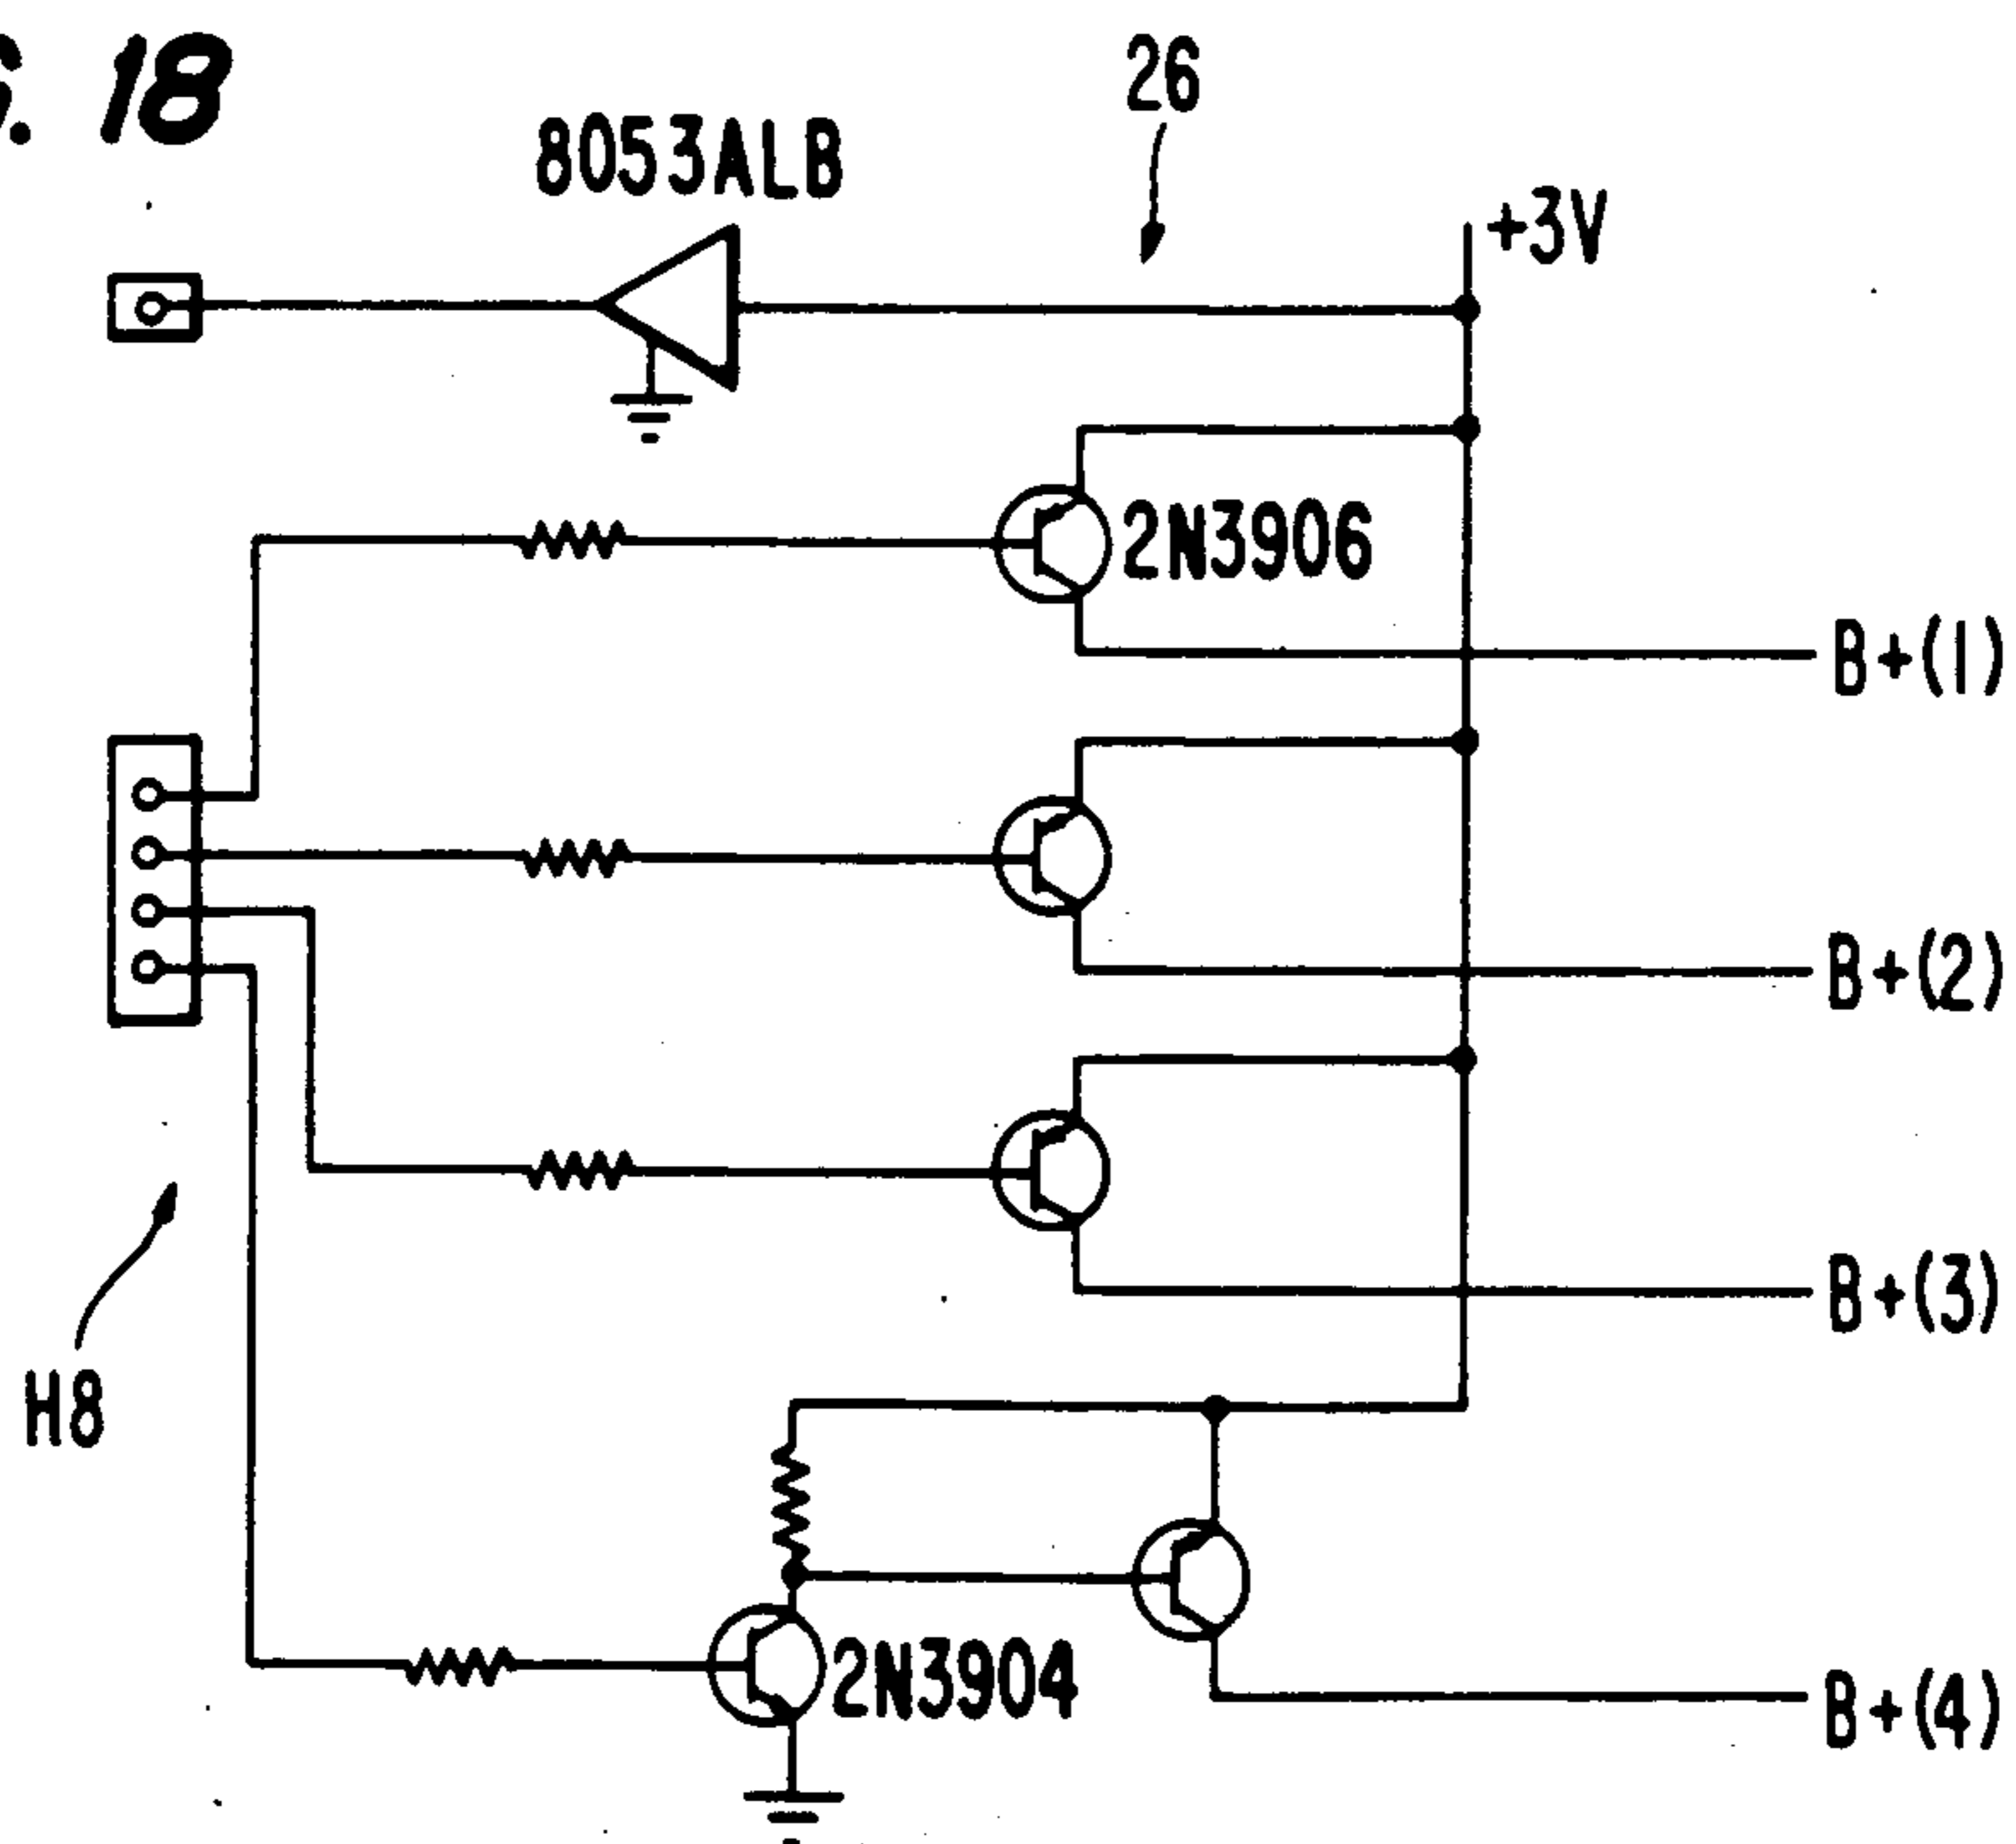 . 18
26
8053ALB
+3V
2N3906
B+(1)
B+(2)
B+(3)
H8
2N3904
B+(4)